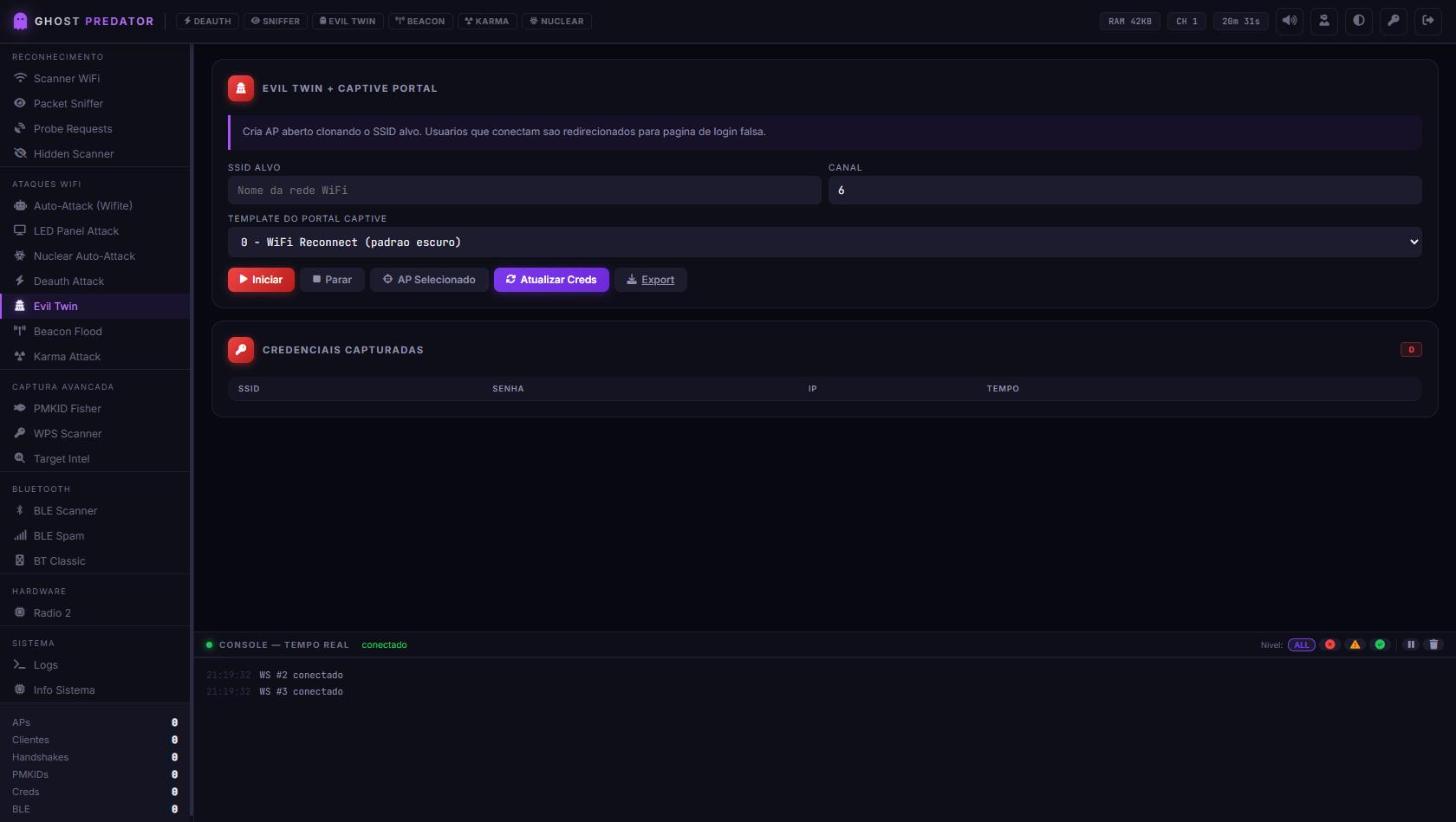 GHOST PREDATOR
DEAUTH SNIFFER EVIL TWIN BEACON KARMA NUCLEAR
RAM 42KB CH 1 20m 31s
RECONHECIMENTO
Scanner WiFi
Packet Sniffer
Probe Requests
Hidden Scanner
ATAQUES WIFI
Auto-Attack (Wifite)
LED Panel Attack
Nuclear Auto-Attack
Deauth Attack
Evil Twin
Beacon Flood
Karma Attack
CAPTURA AVANCADA
PMKID Fisher
WPS Scanner
Target Intel
BLUETOOTH
BLE Scanner
BLE Spam
BT Classic
HARDWARE
Radio 2
SISTEMA
Logs
Info Sistema
APs 0
Clientes 0
Handshakes 0
PMKIDs 0
Creds 0
BLE 0
EVIL TWIN + CAPTIVE PORTAL
Cria AP aberto clonando o SSID alvo. Usuarios que conectam sao redirecionados para pagina de login falsa.
SSID ALVO CANAL
Nome da rede WiFi 6
TEMPLATE DO PORTAL CAPTIVE
0 - WiFi Reconnect (padrao escuro)
Iniciar Parar AP Selecionado Atualizar Creds Export
CREDENCIAIS CAPTURADAS 0
SSID SENHA IP TEMPO
CONSOLE — TEMPO REAL conectado Nivel: ALL
21:19:32 WS #2 conectado
21:19:32 WS #3 conectado